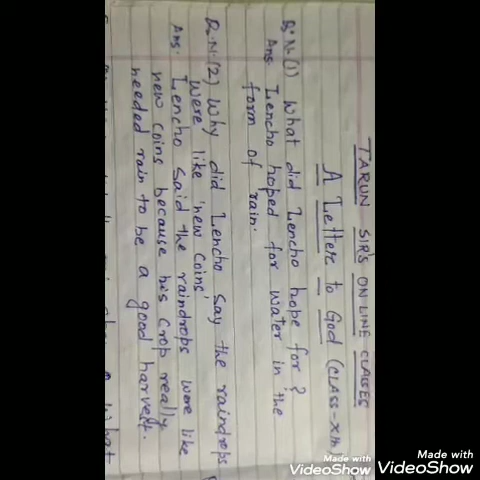 TARUN SIR'S ON LINE CLASSES
A Letter to God (CLASS-Xth)
Q.N.(1) What did Lencho hope for?
Ans. Lencho hoped for water in the
form of rain.
Q.N.(2) Why did Lencho say the raindrops
were like 'new coins'
Ans. Lencho said the raindrops were like
new coins because his crop really
needed rain to be a good harvest.
Made with
VideoShow
Made with
VideoShow